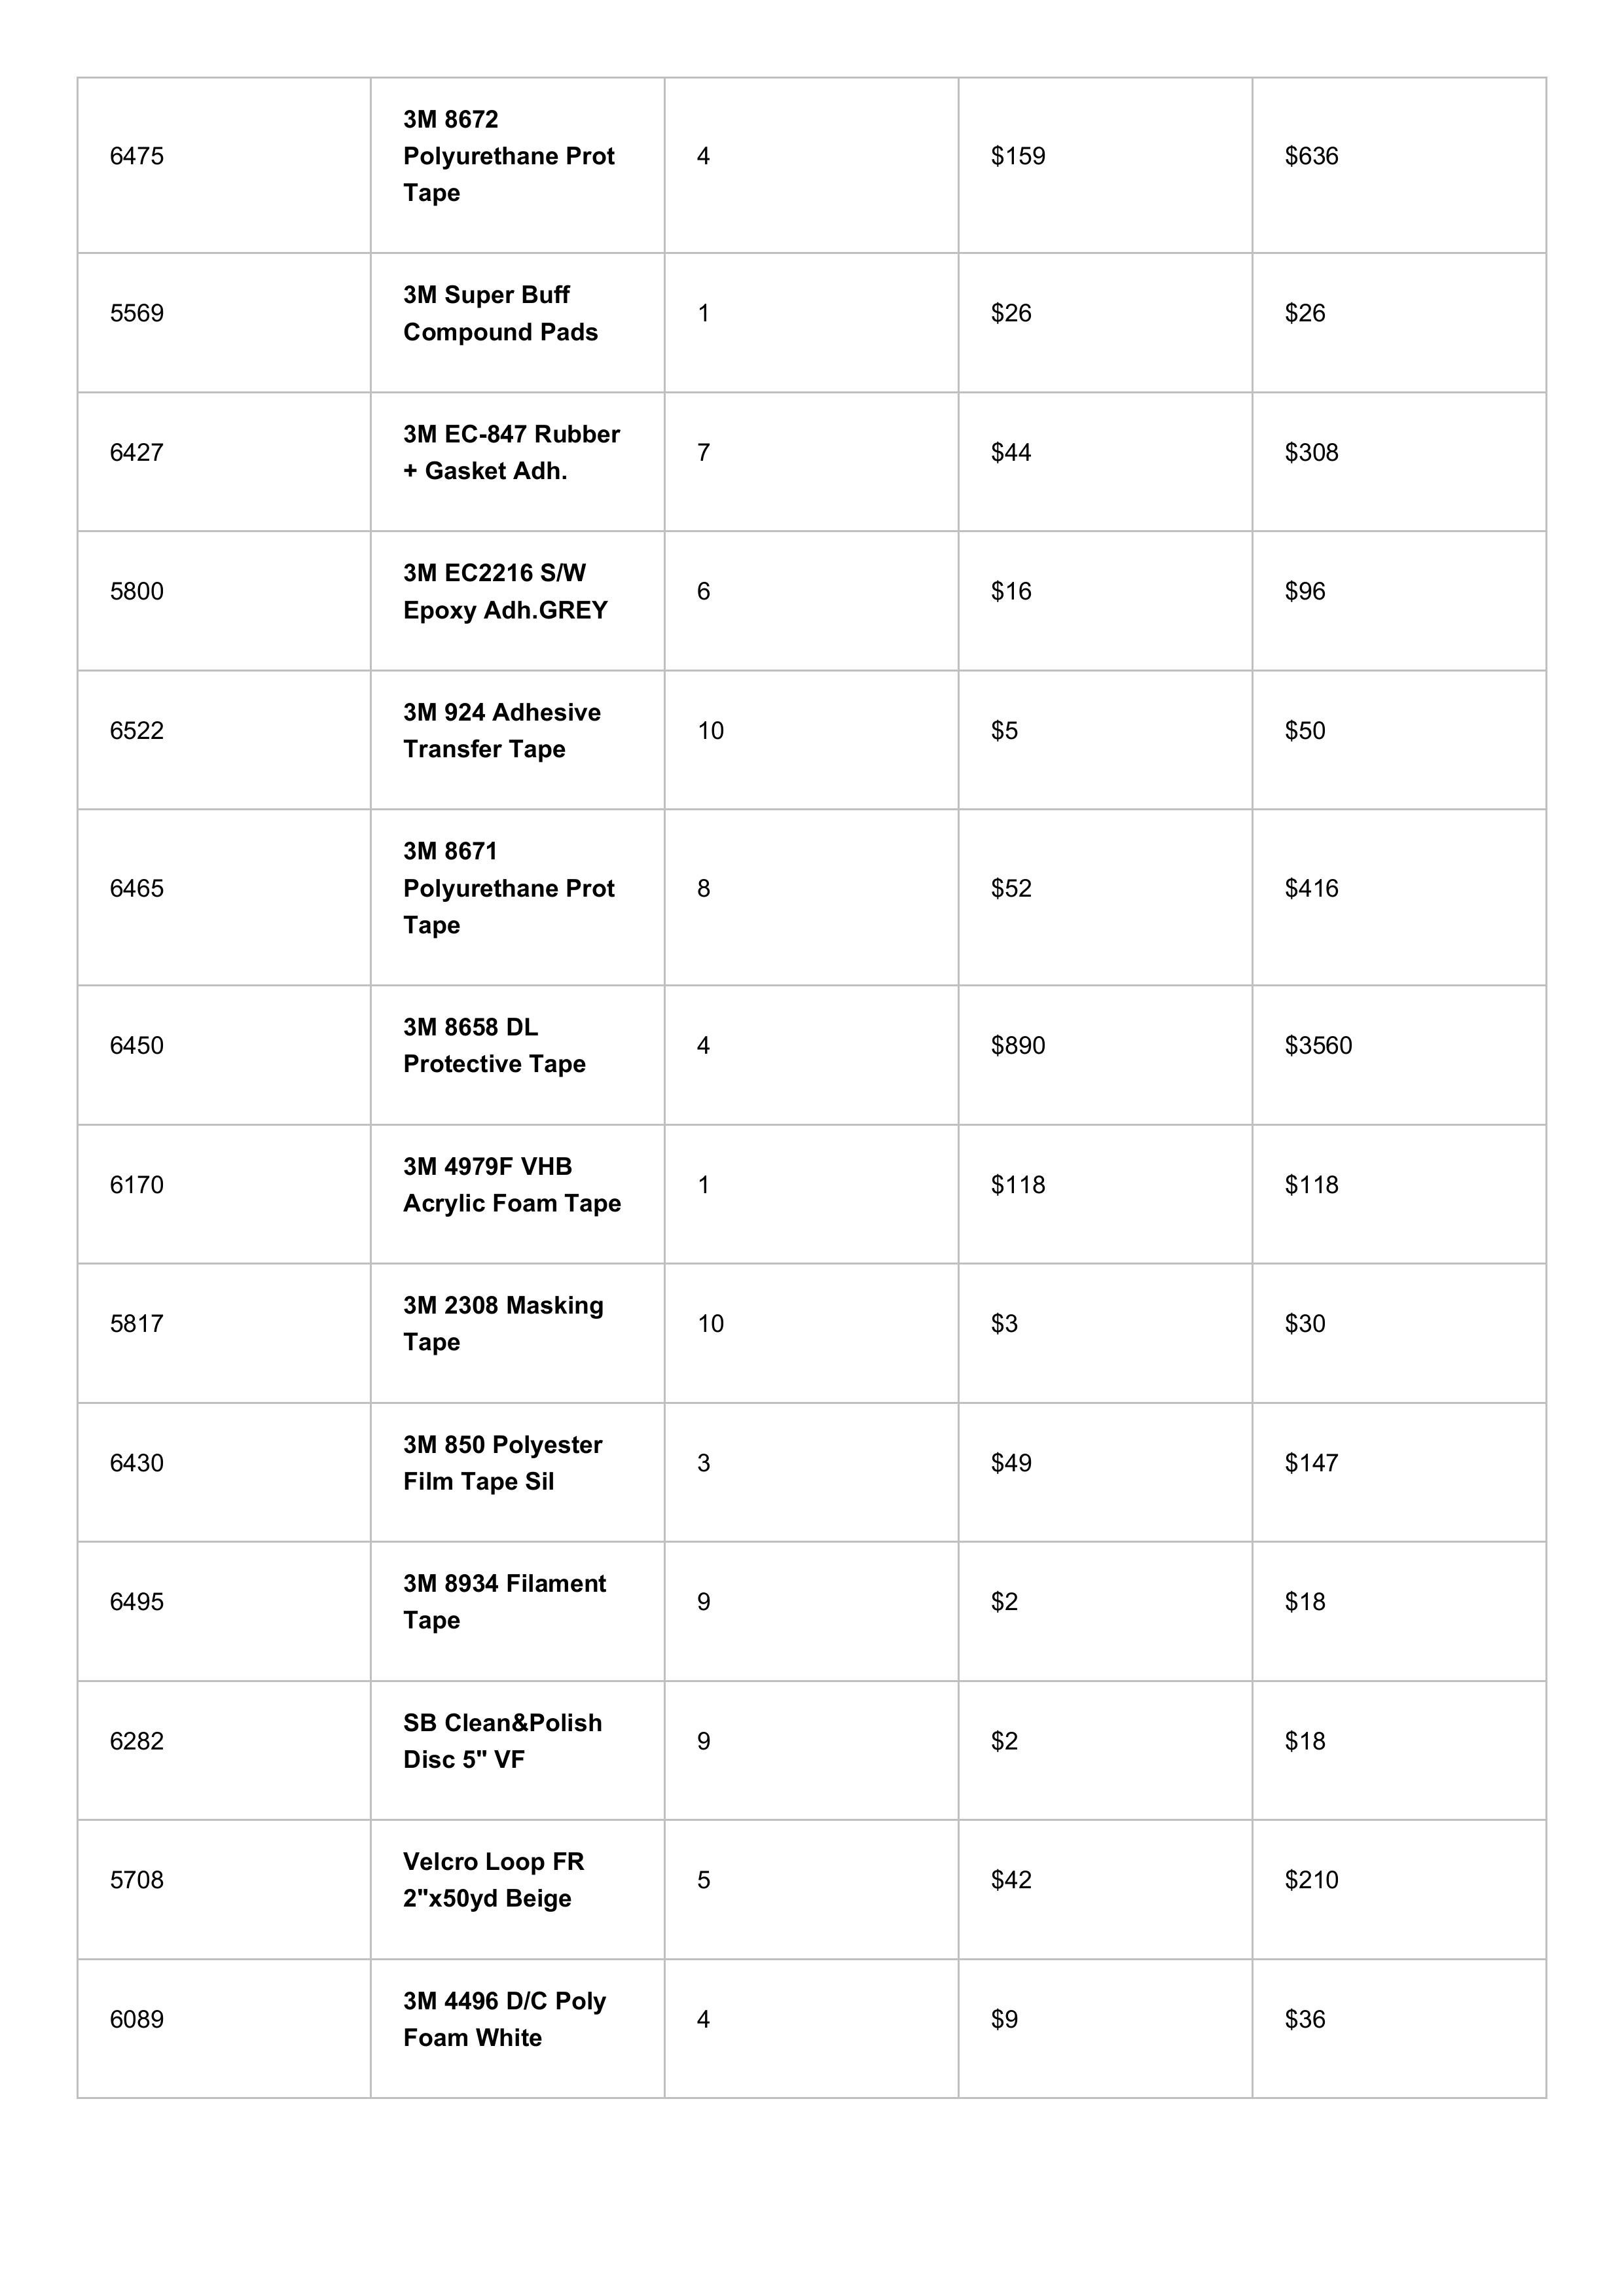 6475
3M 8672
Polyurethane Prot
Tape
4
$159
$636
5569
3M Super Buff
Compound Pads
1
$26
$26
6427
3M EC-847 Rubber
+ Gasket Adh.
7
$44
$308
5800
3M EC2216 S/W
Epoxy Adh.GREY
6
$16
$96
6522
3M 924 Adhesive
Transfer Tape
10
$5
$50
6465
3M 8671
Polyurethane Prot
Tape
8
$52
$416
6450
3M 8658 DL
Protective Tape
4
$890
$3560
6170
3M 4979F VHB
Acrylic Foam Tape
1
$118
$118
5817
3M 2308 Masking
Tape
10
$3
$30
6430
3M 850 Polyester
Film Tape Sil
3
$49
$147
6495
3M 8934 Filament
Tape
9
$2
$18
6282
SB Clean&Polish
Disc 5" VF
9
$2
$18
5708
Velcro Loop FR
2"x50yd Beige
5
$42
$210
6089
3M 4496 D/C Poly
Foam White
4
$9
$36